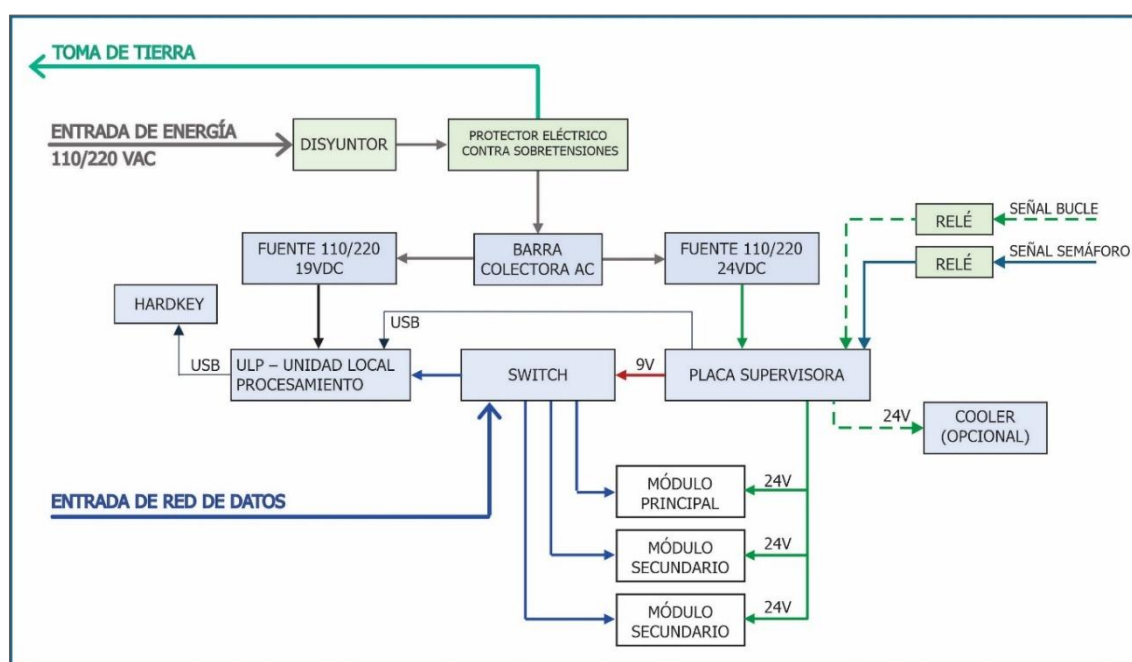 TOMA DE TIERRA
ENTRADA DE ENERGÍA
110/220 VAC
DISYUNTOR
PROTECTOR ELÉCTRICO
CONTRA SOBRETENSIONES
RELÉ
SEÑAL BUCLE
RELÉ
SEÑAL SEMÁFORO
FUENTE 110/220
19VDC
BARRA
COLECTORA AC
FUENTE 110/220
24VDC
HARDKEY
USB
USB
ULP – UNIDAD LOCAL
PROCESAMIENTO
SWITCH
9V
PLACA SUPERVISORA
24V
COOLER
(OPCIONAL)
ENTRADA DE RED DE DATOS
MÓDULO
PRINCIPAL
24V
MÓDULO
SECUNDARIO
24V
MÓDULO
SECUNDARIO
24V